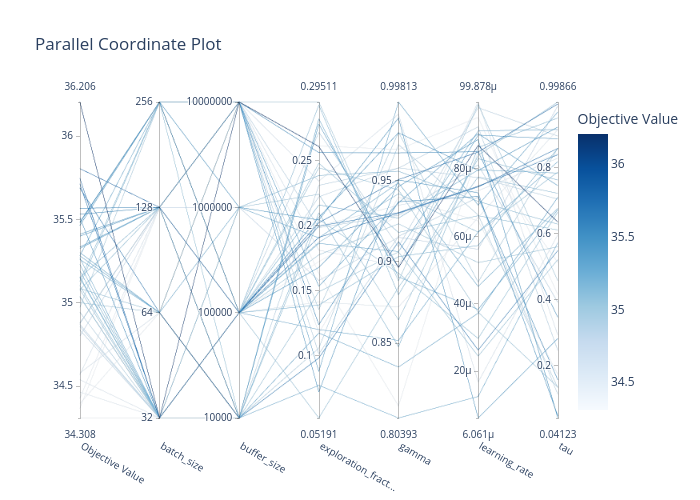 Parallel Coordinate Plot
36.206 256 10000000 0.29511 0.99813 99.878μ 0.99866
Objective Value
36 0.25 80μ 0.8 36
128 1000000 0.95
35.5 0.2 60μ 0.6 35.5
0.9
35 0.15 40μ 0.4 35
64 100000
0.1 0.85 20μ 0.2
34.5 34.5
32 10000
34.308 0.05191 0.80393 6.061μ 0.04123
Objective Value batch_size buffer_size exploration_fract... gamma learning_rate tau